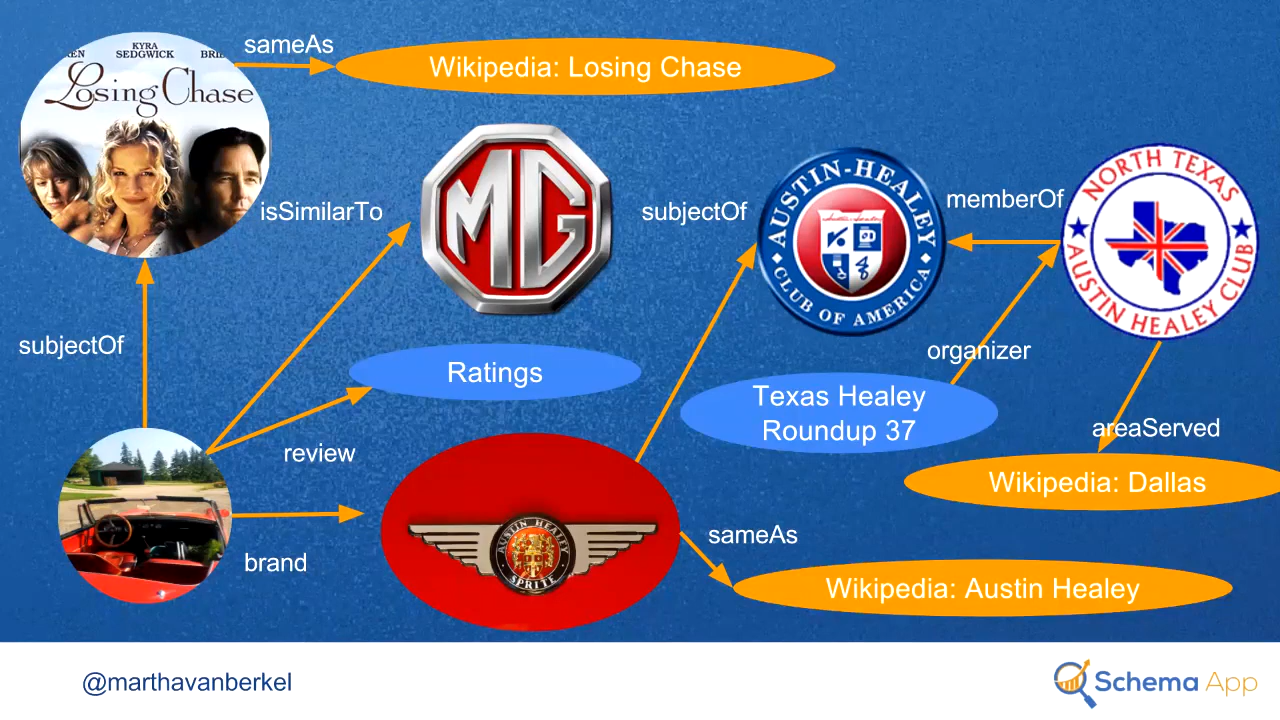 REN
KYRA
SEDGWICK
BRI
Losing Chase
sameAs
Wikipedia: Losing Chase
isSimilarTo
MG
subjectOf
AUSTIN-HEALEY
CLUB OF AMERICA
memberOf
NORTH TEXAS
AUSTIN HEALEY CLUB
subjectOf
Ratings
organizer
Texas Healey
Roundup 37
areaServed
review
Wikipedia: Dallas
brand
AUSTIN HEALEY
SPRITE
sameAs
Wikipedia: Austin Healey
@marthavanberkel
Schema App